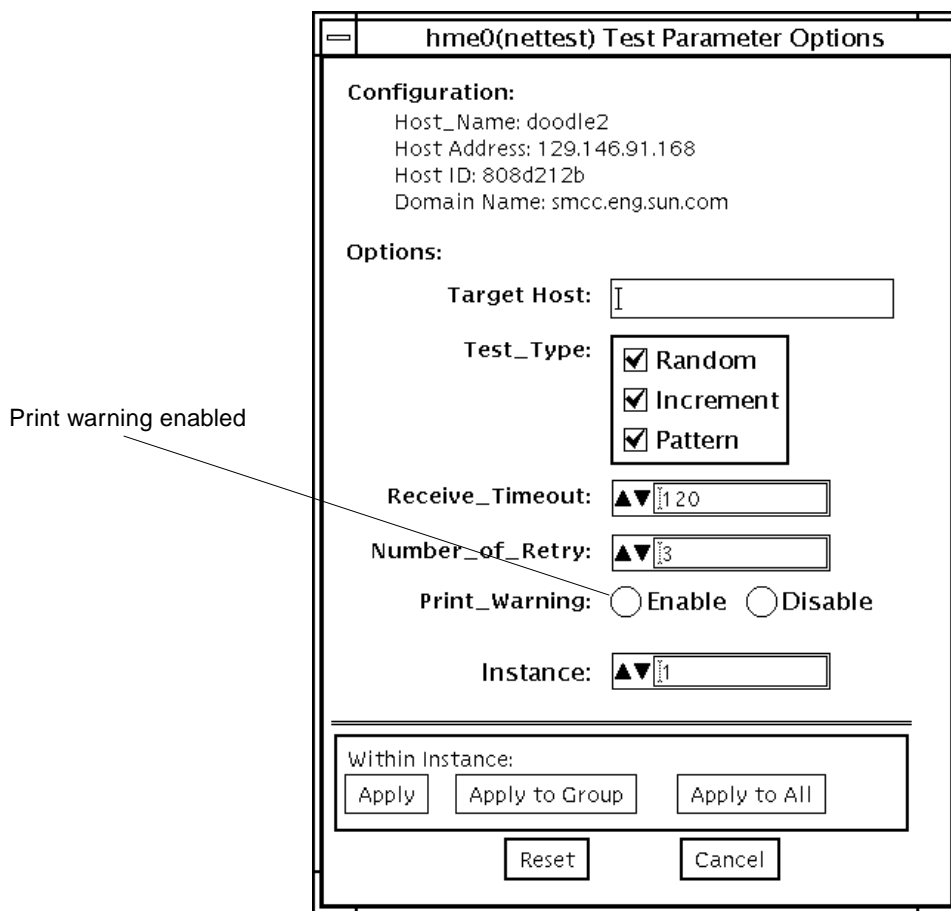 hme0(nettest) Test Parameter Options
Configuration:
Host_Name: doodle2
Host Address: 129.146.91.168
Host ID: 808d212b
Domain Name: smcc.eng.sun.com
Options:
Target Host:
Test_Type:
Random
Increment
Pattern
Print warning enabled
Receive_Timeout: 120
Number_of_Retry: 3
Print_Warning: Enable Disable
Instance: 1
Within Instance:
Apply Apply to Group Apply to All
Reset Cancel